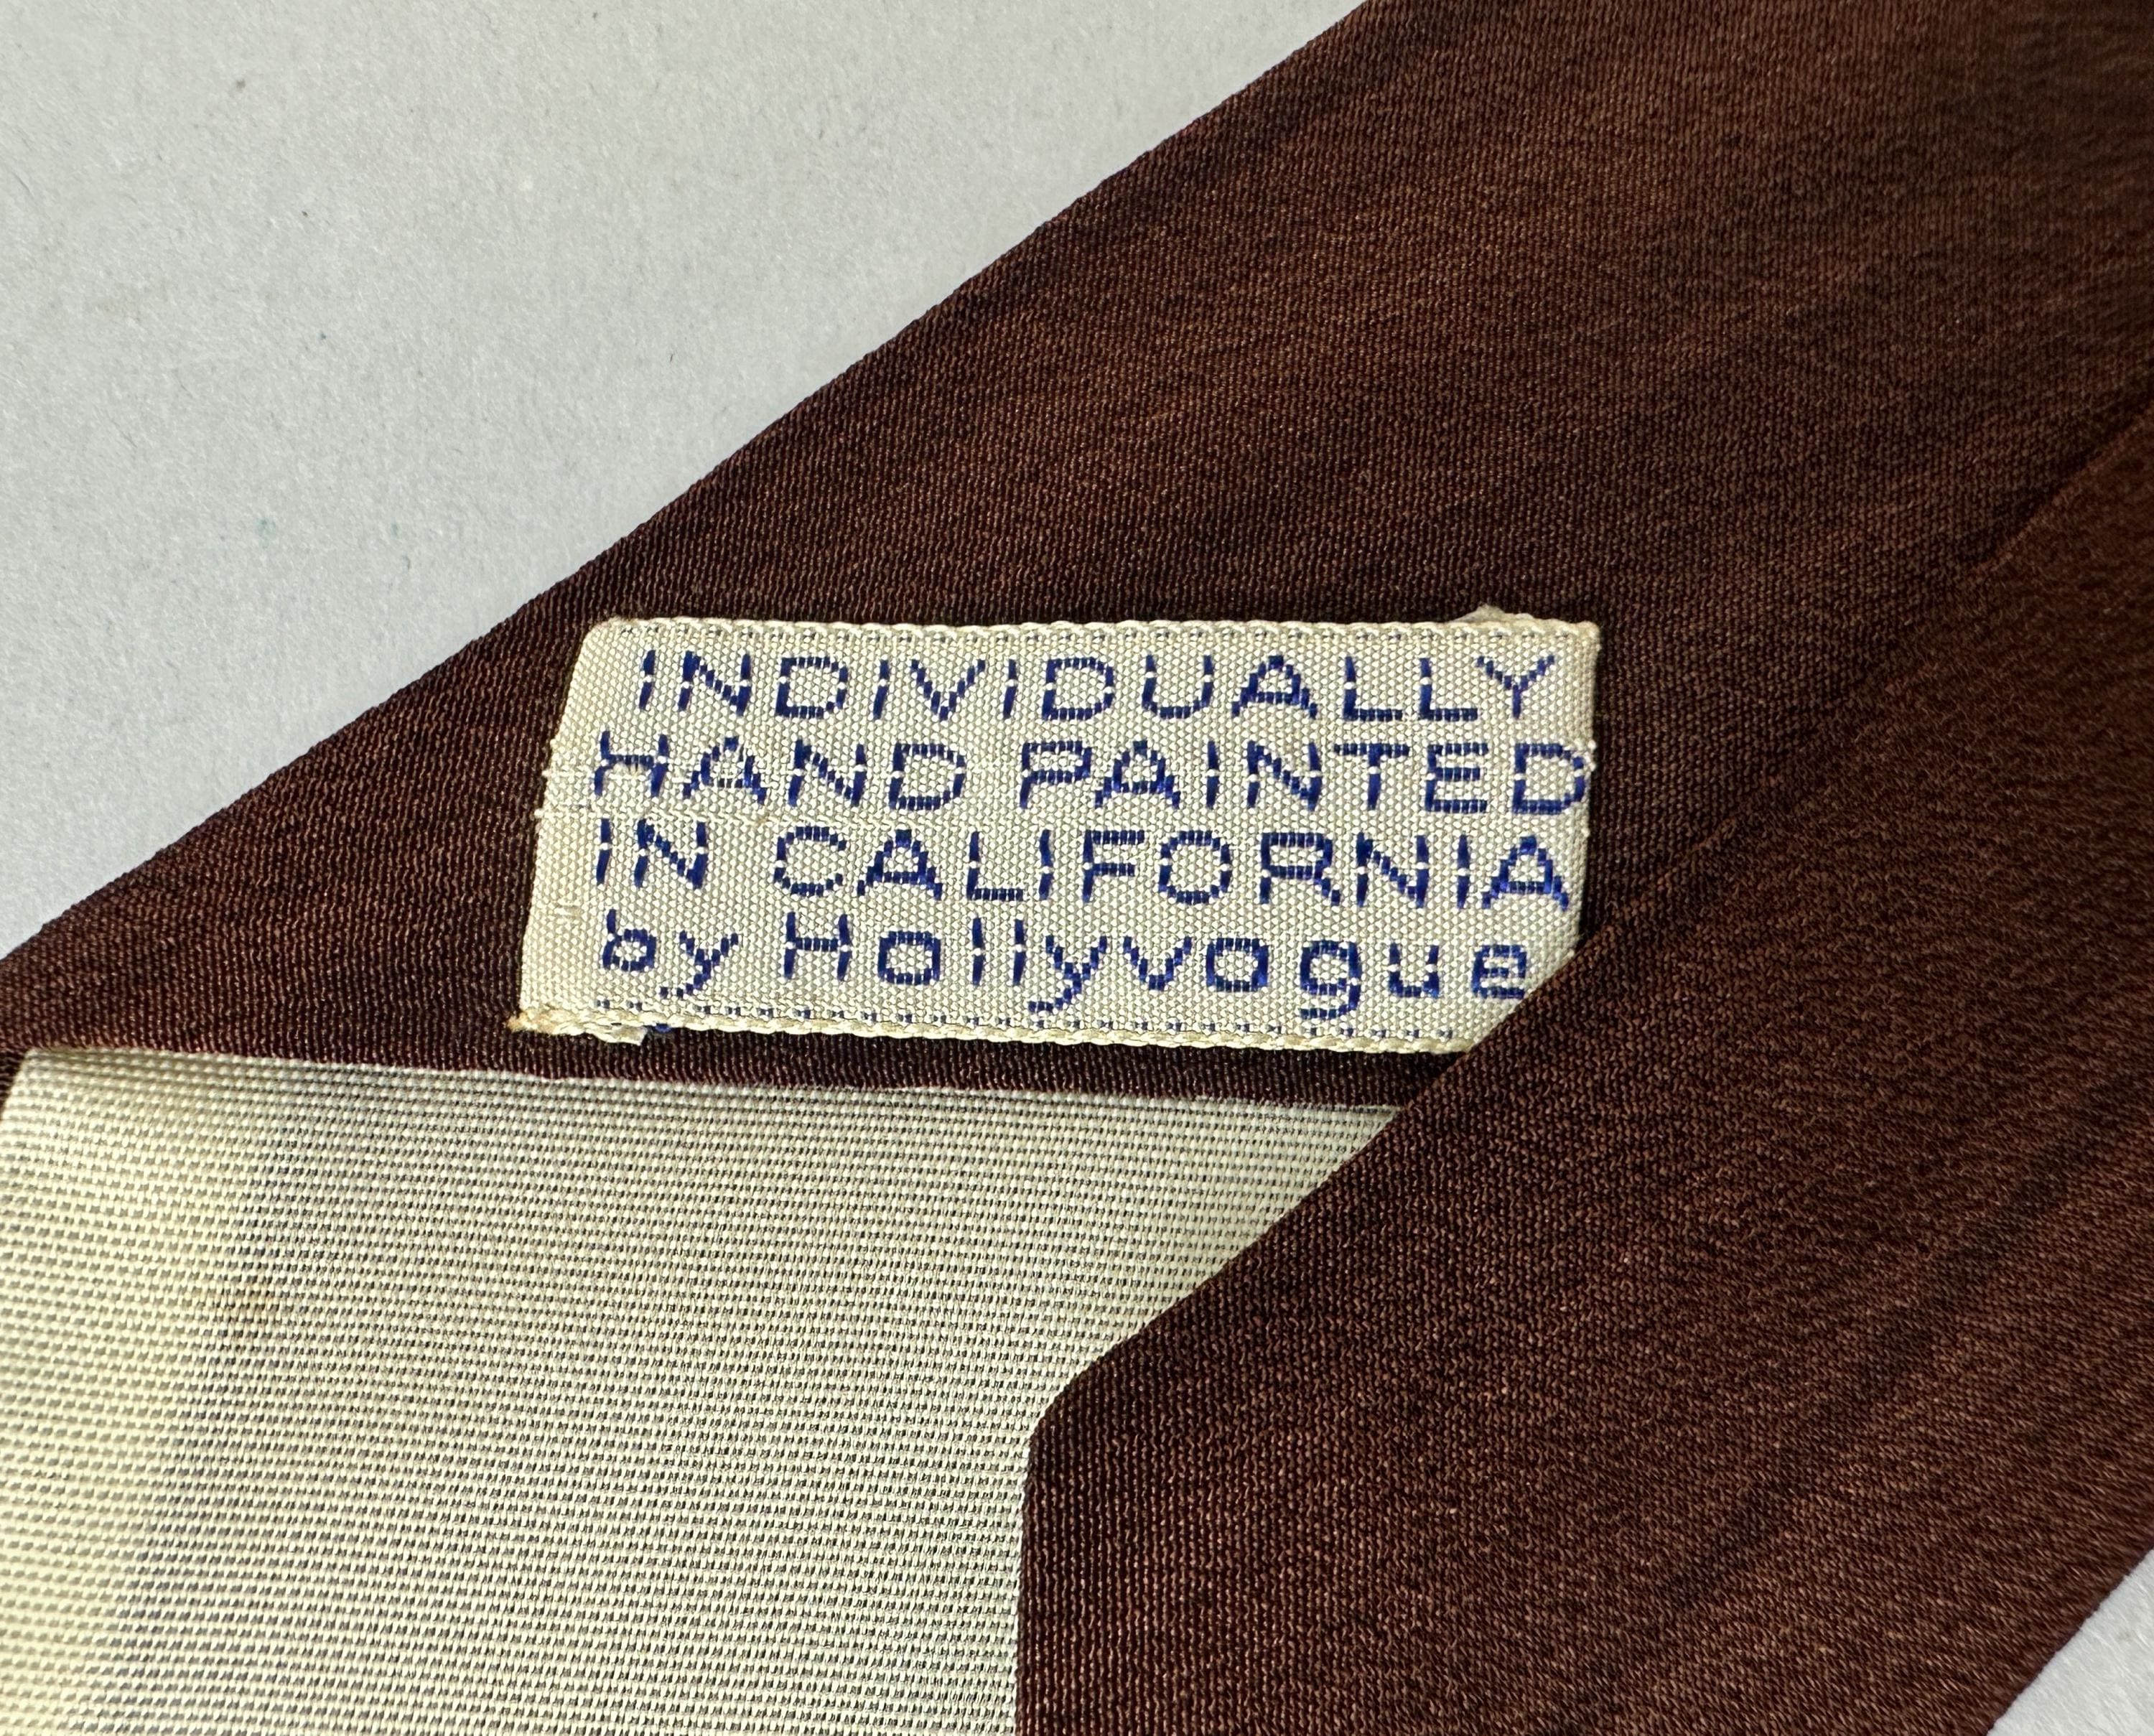 INDIVIDUALLY
HAND PAINTED
IN CALIFORNIA
by Hollyvogue